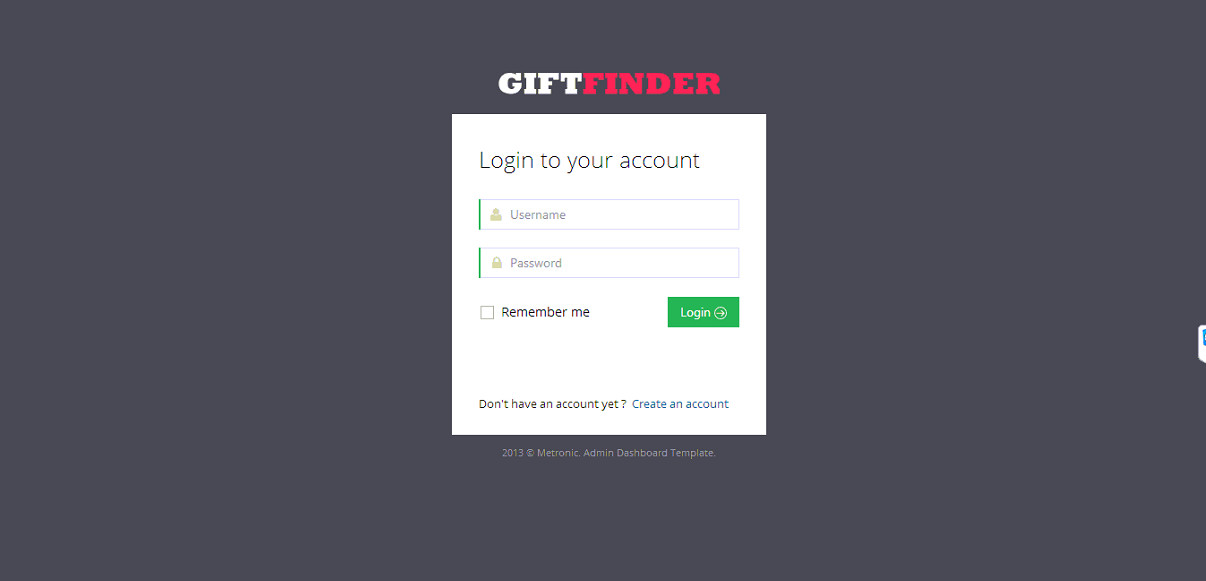 GIFTFINDER
Login to your account
Username
Password
Remember me
Login
Don't have an account yet ? Create an account
2013 © Metronic. Admin Dashboard Template.